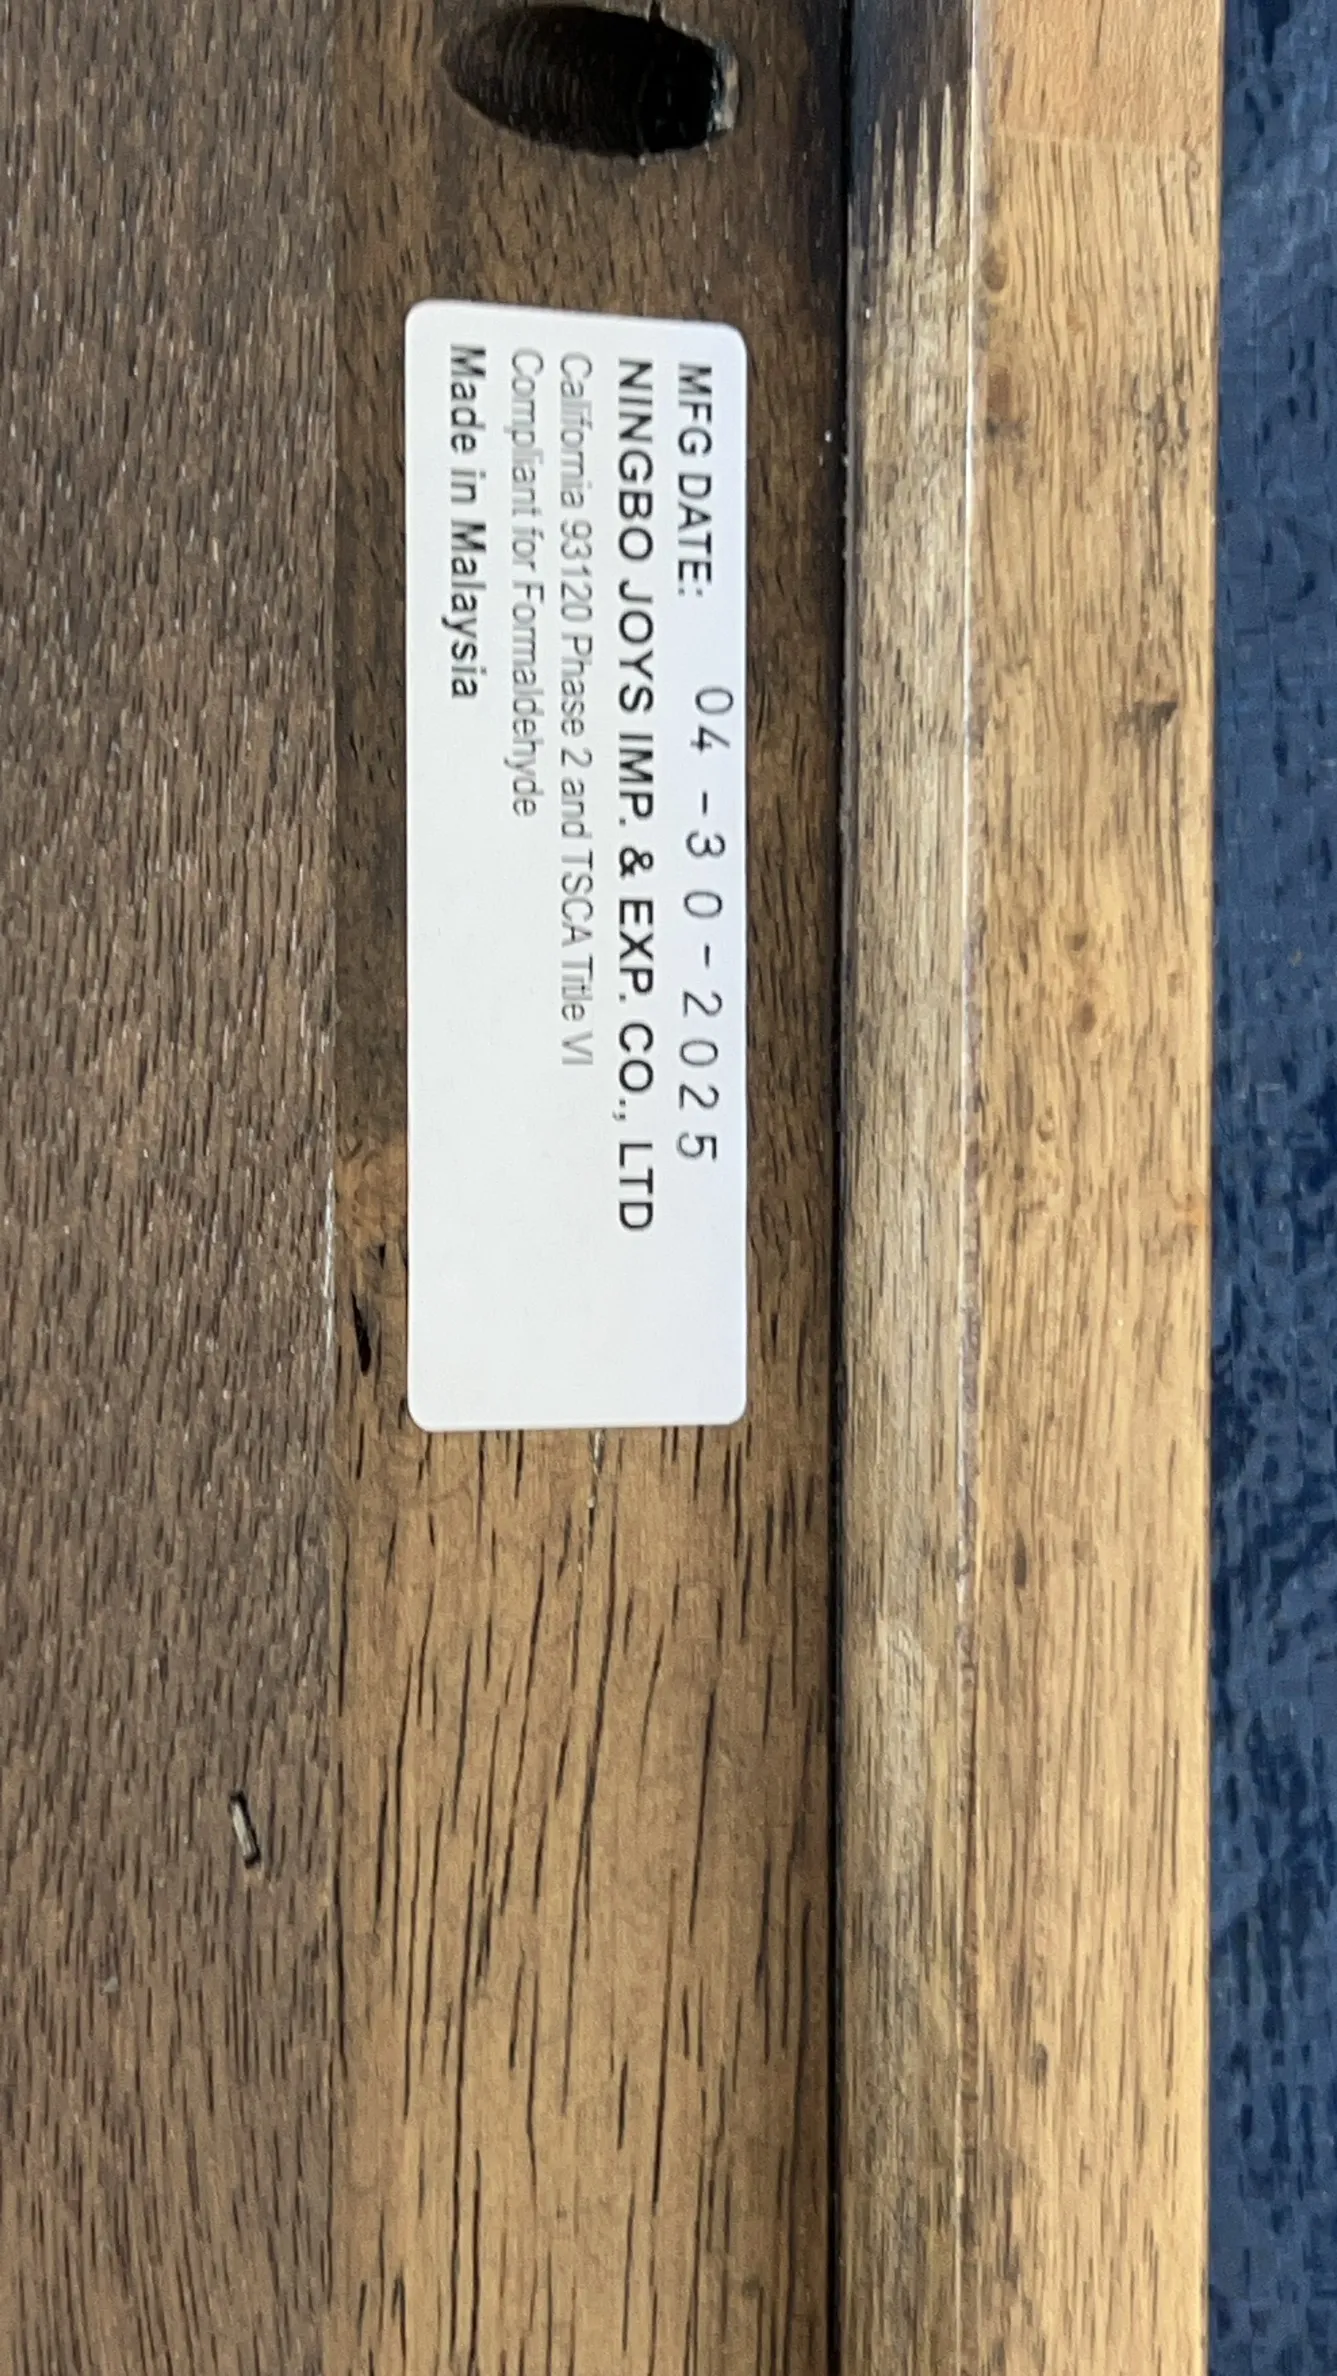 MFG DATE: 04-30-2025
NINGBO JOYS IMP. & EXP. CO., LTD
California 93120 Phase 2 and TSCA Title VI
Compliant for Formaldehyde
Made in Malaysia